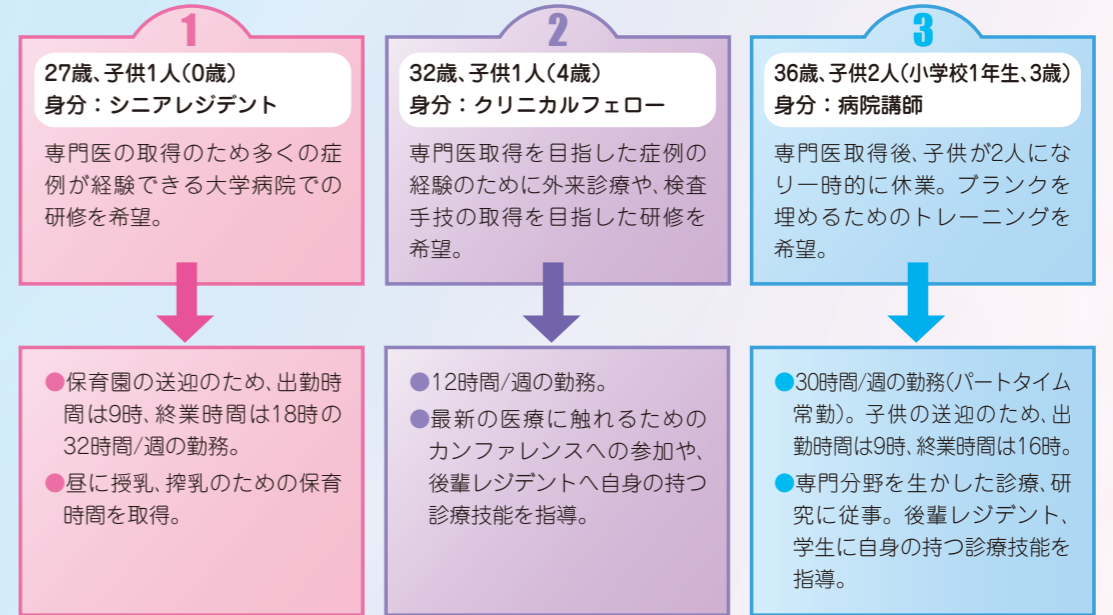 1
27歳、子供1人(0歳)
身分：シニアレジデント
専門医の取得のため多くの症
例が経験できる大学病院での
研修を希望。
●保育園の送迎のため、出勤時
間は9時、終業時間は18時の
32時間/週の勤務。
●昼に授乳、搾乳のための保育
時間を取得。
2
32歳、子供1人(4歳)
身分：クリニカルフェロー
専門医取得を目指した症例の
経験のために外来診療や、検査
手技の取得を目指した研修を
希望。
●12時間/週の勤務。
●最新の医療に触れるための
カンファレンスへの参加や、
後輩レジデントへ自身の持つ
診療技能を指導。
3
36歳、子供2人(小学校1年生、3歳)
身分：病院講師
専門医取得後、子供が2人にな
り一時的に休業。ブランクを
埋めるためのトレーニングを
希望。
●30時間/週の勤務(パートタイム
常勤)。子供の送迎のため、出
勤時間は9時、終業時間は16時。
●専門分野を生かした診療、研
究に従事。後輩レジデント、
学生に自身の持つ診療技能を
指導。